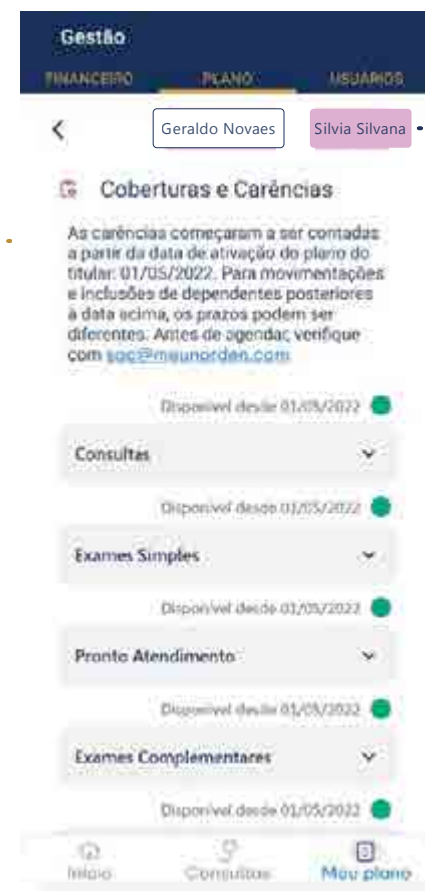 Gestão
FINANCEIRO PLANO USUÁRIOS
Geraldo Novaes Silvia Silvana
Coberturas e Carências
As carências começaram a ser contadas
a partir da data de ativação do plano do
titular: 01/05/2022. Para movimentações
e inclusões de dependentes posteriores
à data acima, os prazos podem ser
diferentes. Antes de agendar, verifique
com sac@meunorden.com
Disponível desde 01/05/2022
Consultas
Disponível desde 01/05/2022
Exames Simples
Disponível desde 01/05/2022
Pronto Atendimento
Disponível desde 01/05/2022
Exames Complementares
Disponível desde 01/05/2022
Início Consultas Meu plano